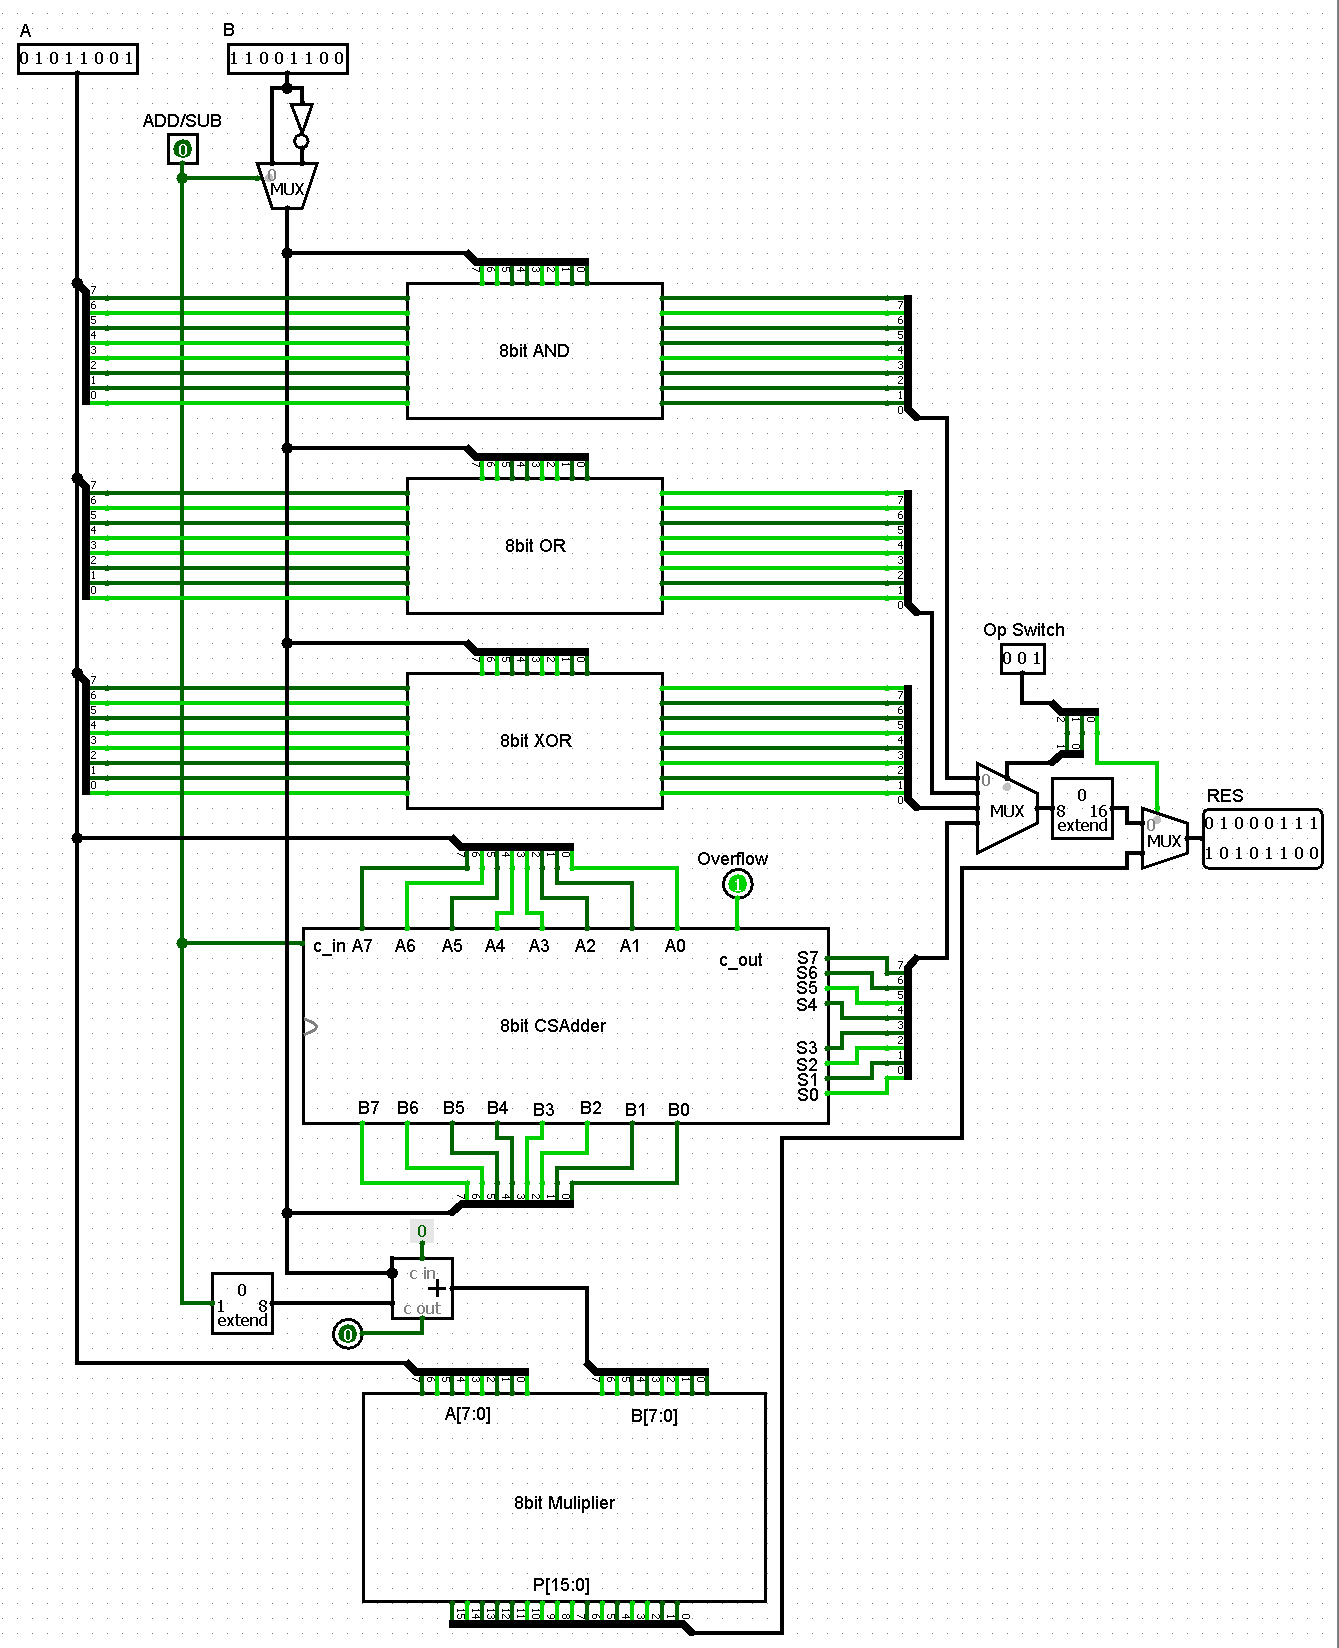 A
0 1 0 1 1 0 0 1
B
1 1 0 0 1 1 0 0
ADD/SUB
0
0
MUX
7 6 5 4 3 2 1 0
7
6
5
4
3
2
1
0
8bit AND
7
6
5
4
3
2
1
0
7 6 5 4 3 2 1 0
7
6
5
4
3
2
1
0
8bit OR
7
6
5
4
3
2
1
0
Op Switch
0 0 1
7 6 5 4 3 2 1 0
7
6
5
4
3
2
1
0
8bit XOR
7
6
5
4
3
2
1
0
2 1 0
1 0
0
MUX
0
8 16
extend
0
MUX
RES
0 1 0 0 0 1 1 1
1 0 1 0 1 1 0 0
7 6 5 4 3 2 1 0
Overflow
1
c_in A7 A6 A5 A4 A3 A2 A1 A0
c_out
S7
S6
S5
S4
S3
S2
S1
S0
7
6
5
4
3
2
1
0
8bit CSAdder
B7 B6 B5 B4 B3 B2 B1 B0
7 6 5 4 3 2 1 0
0
c in
+
c out
0
1 8
extend
0
7 6 5 4 3 2 1 0
7 6 5 4 3 2 1 0
A[7:0]
B[7:0]
8bit Muliplier
P[15:0]
15 14 13 12 11 10 9 8 7 6 5 4 3 2 1 0